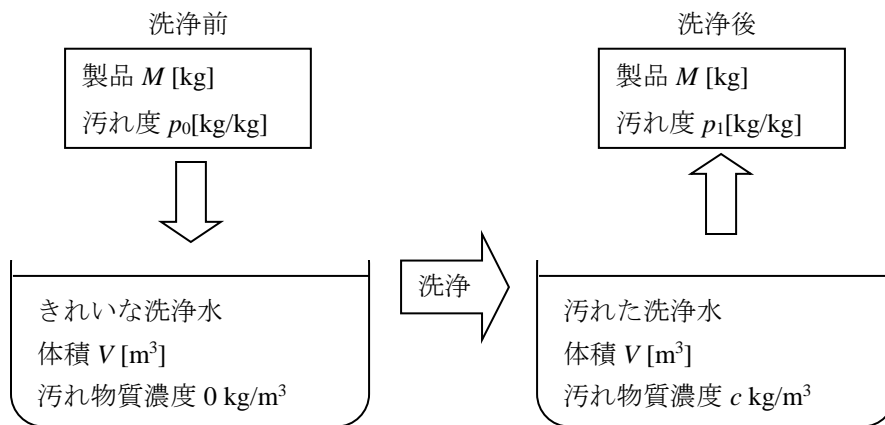 洗浄前
製品 M [kg]
汚れ度 p₀[kg/kg]
きれいな洗浄水
体積 V [m³]
汚れ物質濃度 0 kg/m³
洗浄
洗浄後
製品 M [kg]
汚れ度 p₁[kg/kg]
汚れた洗浄水
体積 V [m³]
汚れ物質濃度 c kg/m³